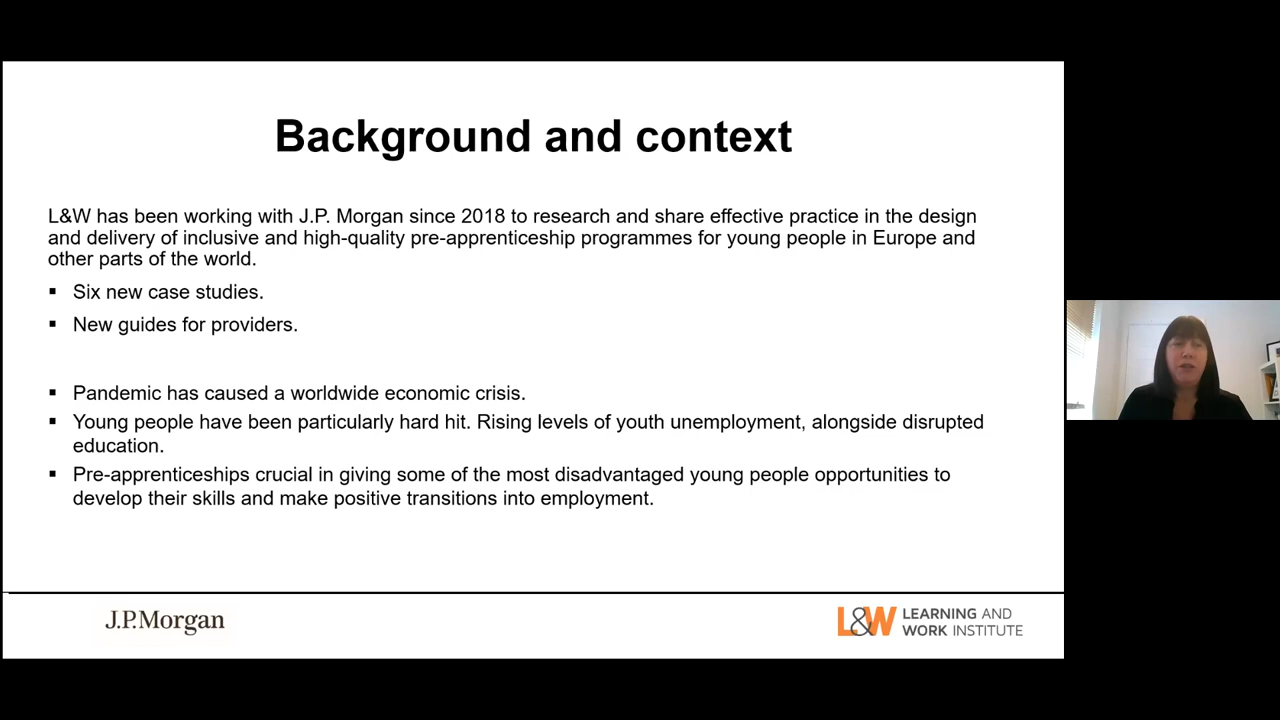 Background and context
L&W has been working with J.P. Morgan since 2018 to research and share effective practice in the design
and delivery of inclusive and high-quality pre-apprenticeship programmes for young people in Europe and
other parts of the world.
▪ Six new case studies.
▪ New guides for providers.
▪ Pandemic has caused a worldwide economic crisis.
▪ Young people have been particularly hard hit. Rising levels of youth unemployment, alongside disrupted
education.
▪ Pre-apprenticeships crucial in giving some of the most disadvantaged young people opportunities to
develop their skills and make positive transitions into employment.
J.P.Morgan
L&W LEARNING AND
WORK INSTITUTE